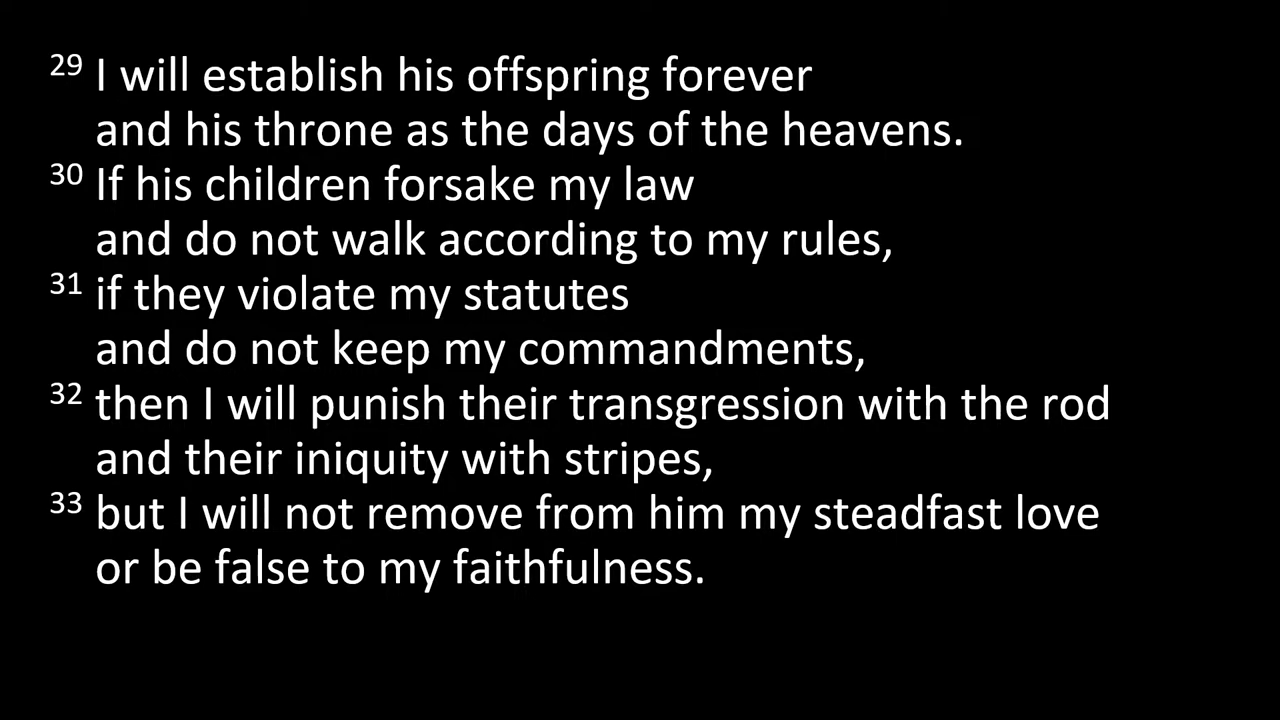 29 I will establish his offspring forever
and his throne as the days of the heavens.
30 If his children forsake my law
and do not walk according to my rules,
31 if they violate my statutes
and do not keep my commandments,
32 then I will punish their transgression with the rod
and their iniquity with stripes,
33 but I will not remove from him my steadfast love
or be false to my faithfulness.